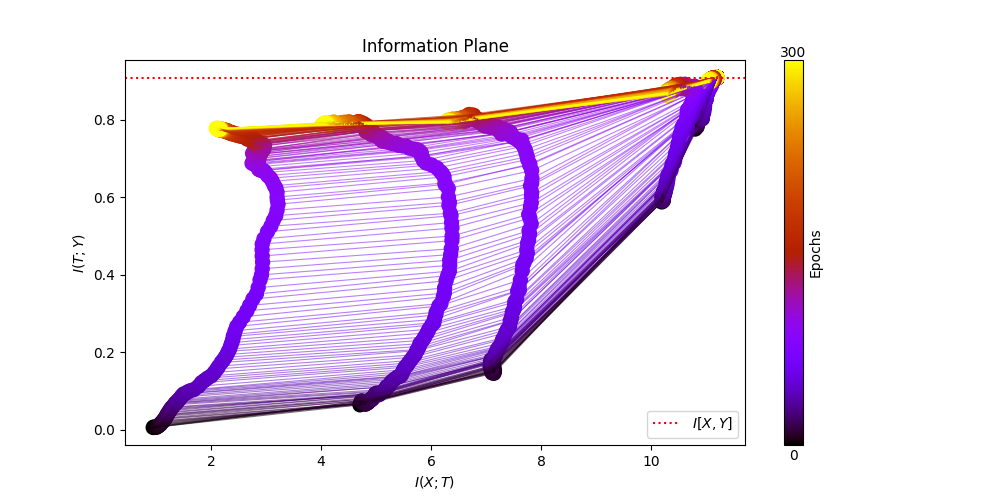 Information Plane
300
0.8
0.6
0.4
0.2
0.0
I(T; Y)
2
4
6
8
10
I(X; T)
I[X, Y]
Epochs
0